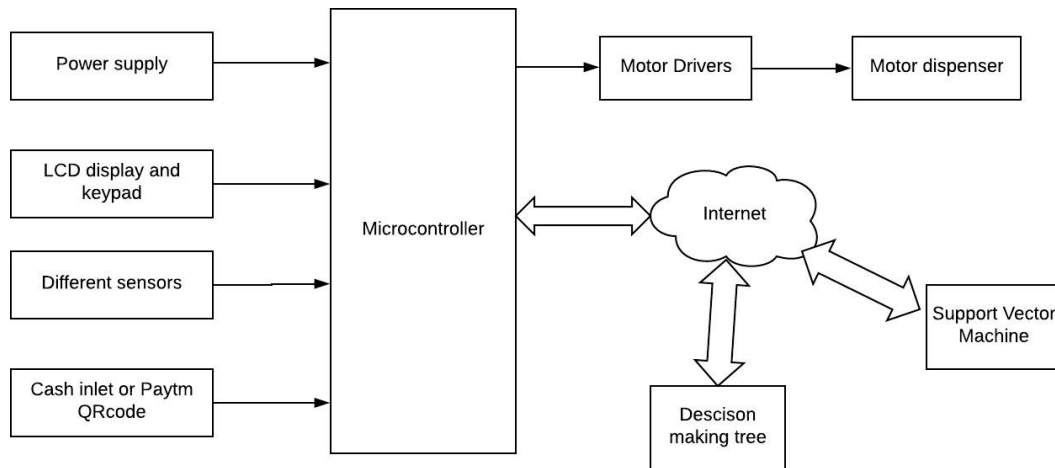 Power supply
LCD display and
keypad
Different sensors
Cash inlet or Paytm
QRcode
Microcontroller
Motor Drivers
Motor dispenser
Internet
Support Vector
Machine
Descison
making tree